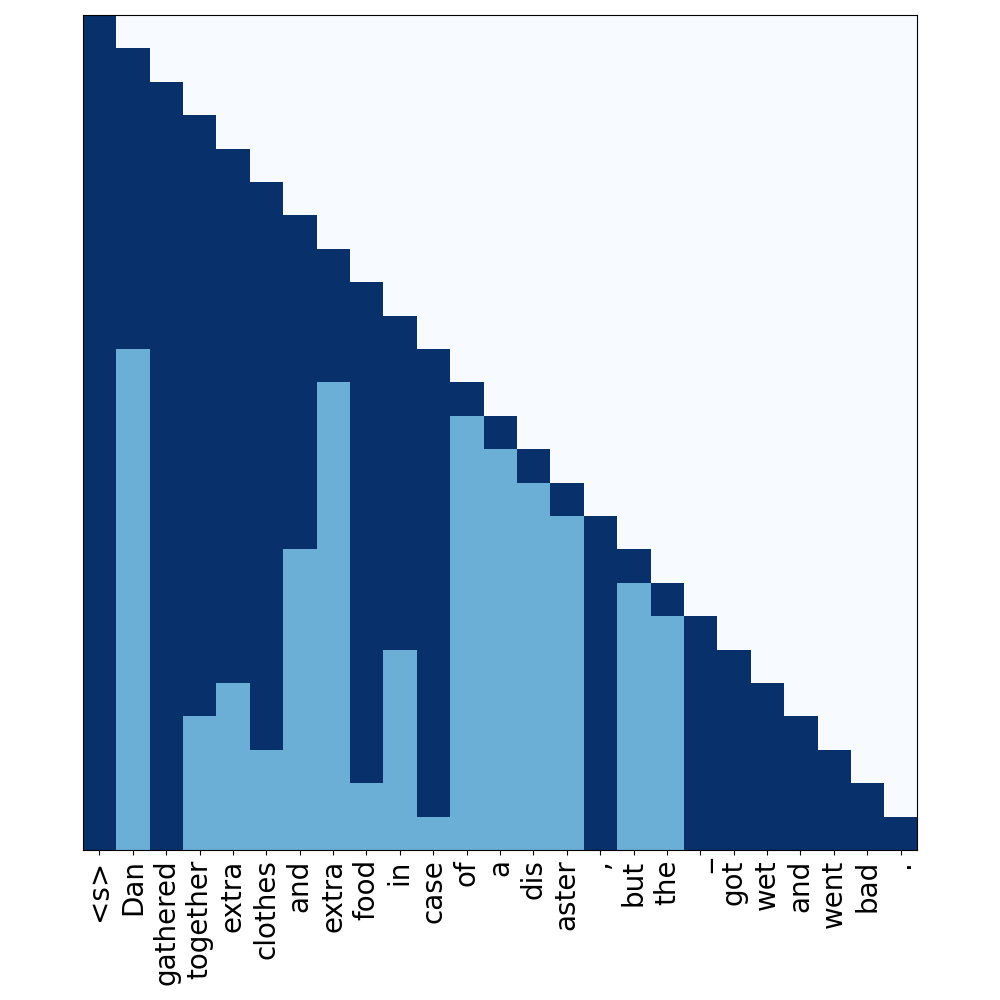 <s>
Dan
gathered
together
extra
clothes
and
extra
food
in
case
of
a
dis
aster
,
but
the
_
got
wet
and
went
bad
.